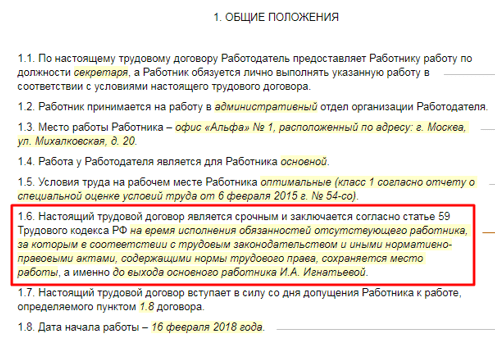 1. ОБЩИЕ ПОЛОЖЕНИЯ
1.1. По настоящему трудовому договору Работодатель предоставляет Работнику работу по
должности секретаря, а Работник обязуется лично выполнять указанную работу в
соответствии с условиями настоящего трудового договора.
1.2. Работник принимается на работу в административный отдел организации Работодателя.
1.3. Место работы Работника – офис «Альфа» № 1, расположенный по адресу: г. Москва,
ул. Михалковская, д. 20.
1.4. Работа у Работодателя является для Работника основной.
1.5. Условия труда на рабочем месте Работника оптимальные (класс 1 согласно отчету о
специальной оценке условий труда от 6 февраля 2015 г. № 54-со).
1.6. Настоящий трудовой договор является срочным и заключается согласно статье 59
Трудового кодекса РФ на время исполнения обязанностей отсутствующего работника,
за которым в соответствии с трудовым законодательством и иными нормативно-
правовыми актами, содержащими нормы трудового права, сохраняется место
работы, а именно до выхода основного работника И.А. Игнатьевой.
1.7. Настоящий трудовой договор вступает в силу со дня допущения Работника к работе,
определяемого пунктом 1.8 договора.
1.8. Дата начала работы – 16 февраля 2018 года.